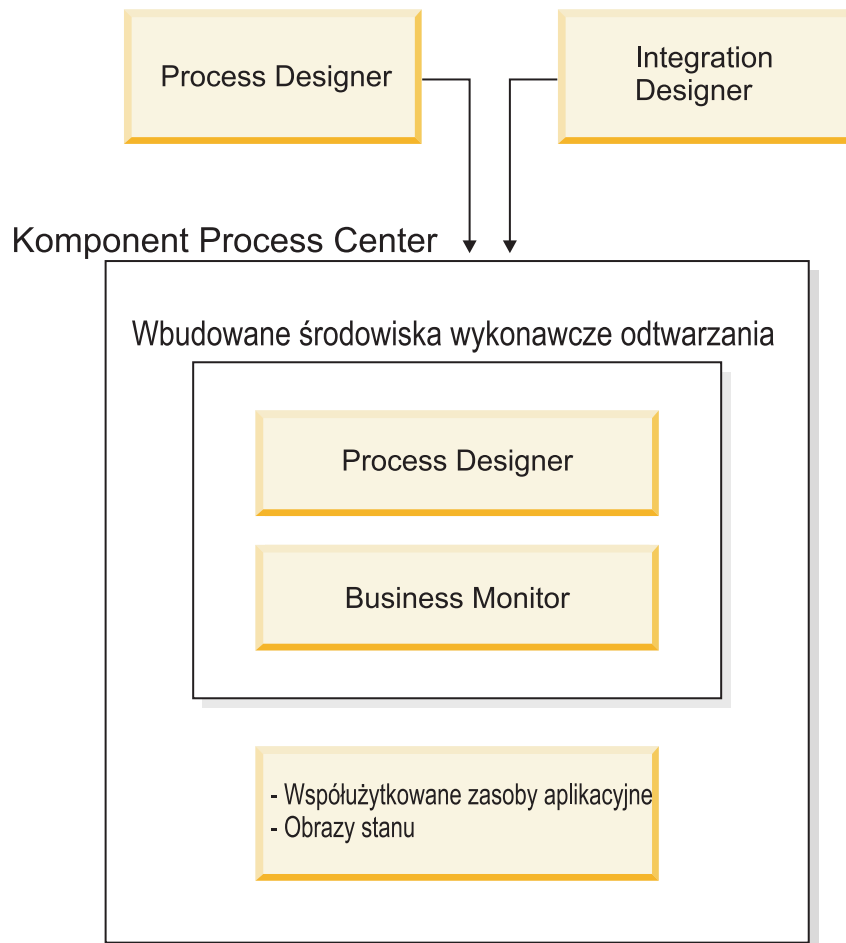 Process Designer
Integration
Designer
Komponent Process Center
Wbudowane środowiska wykonawcze odtwarzania
Process Designer
Business Monitor
- Współużytkowane zasoby aplikacyjne
- Obrazy stanu